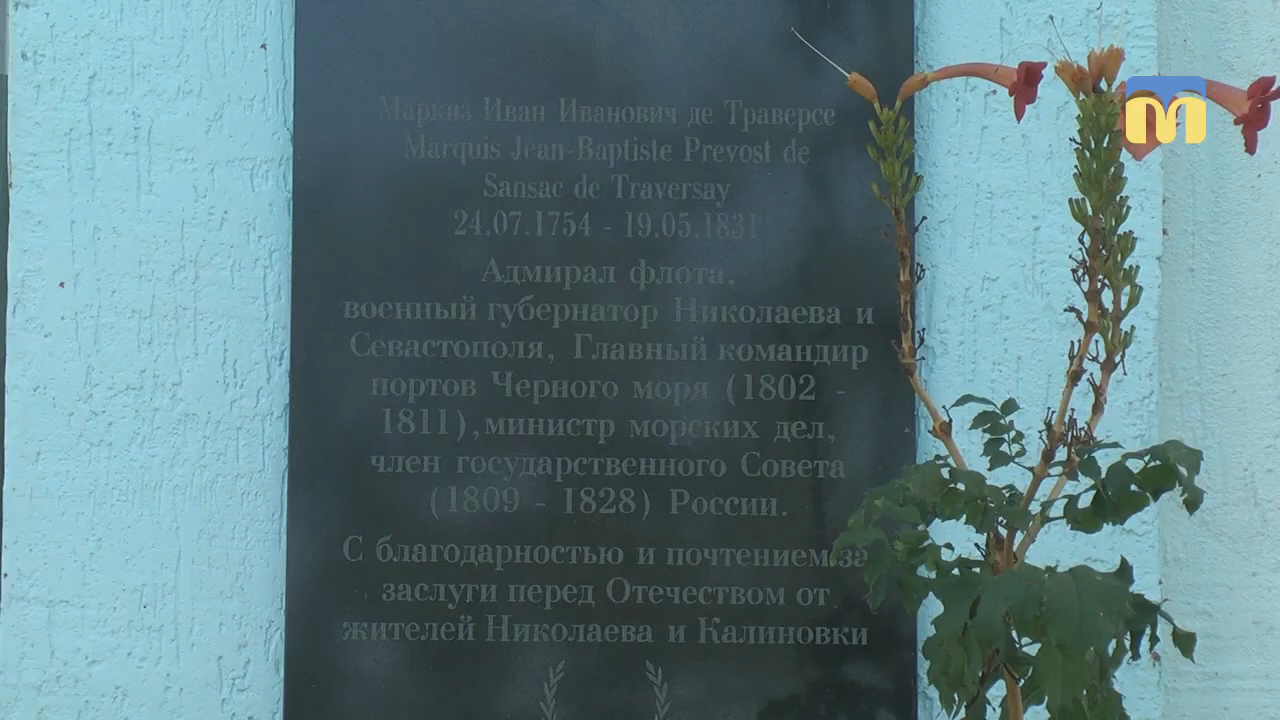 Маркиз Иван Иванович де Траверсе
Marquis Jean-Baptiste Prevost de
Sansac de Traversay
24.07.1754 - 19.05.1831
Адмирал флота,
военный губернатор Николаева и
Севастополя, Главный командир
портов Черного моря (1802 -
1811), министр морских дел,
член государственного Совета
(1809 - 1828) России.
С благодарностью и почтением за
заслуги перед Отечеством от
жителей Николаева и Калиновки
m